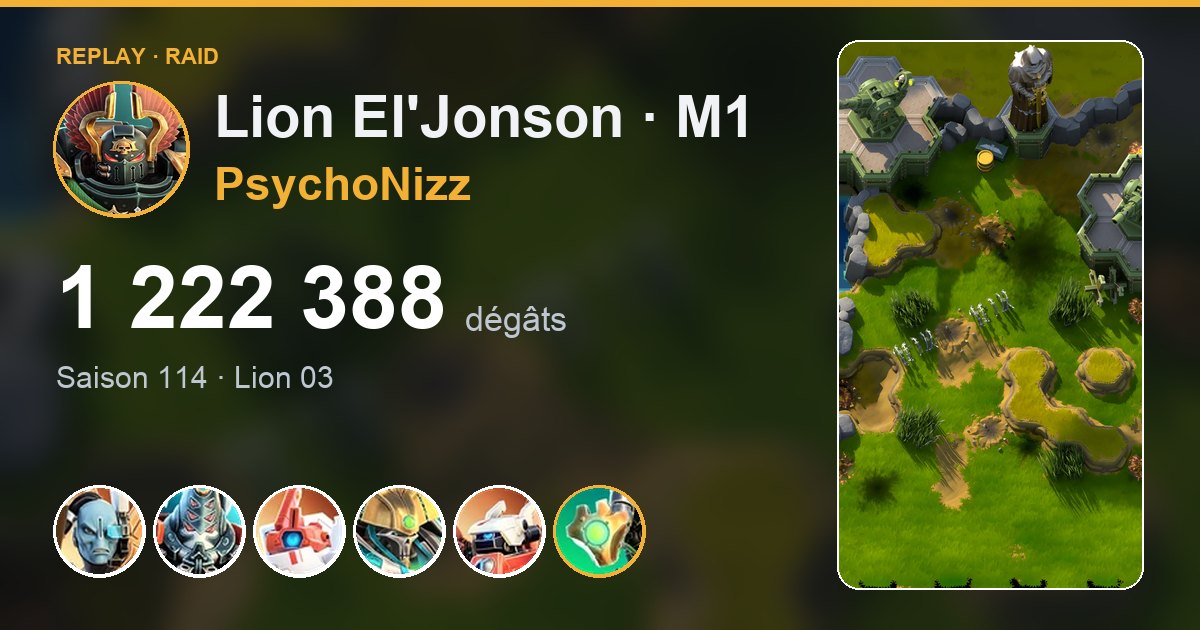 REPLAY · RAID
Lion El'Jonson · M1
PsychoNizz
1 222 388 dégâts
Saison 114 · Lion 03